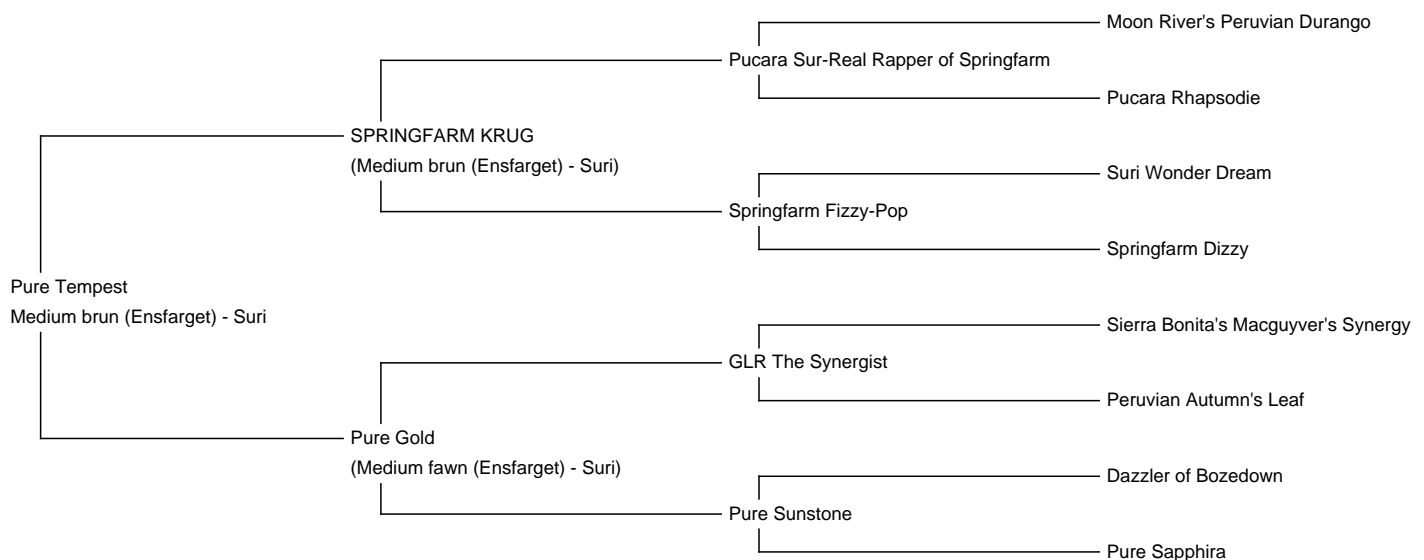 Moon River's Peruvian Durango
Pucara Sur-Real Rapper of Springfarm
Pucara Rhapsodie
SPRINGFARM KRUG
(Medium brun (Ensfarget) - Suri)
Suri Wonder Dream
Springfarm Fizzy-Pop
Springfarm Dizzy
Pure Tempest
Medium brun (Ensfarget) - Suri
Sierra Bonita's Macguyver's Synergy
GLR The Synergist
Peruvian Autumn's Leaf
Pure Gold
(Medium fawn (Ensfarget) - Suri)
Dazzler of Bozedown
Pure Sunstone
Pure Sapphira